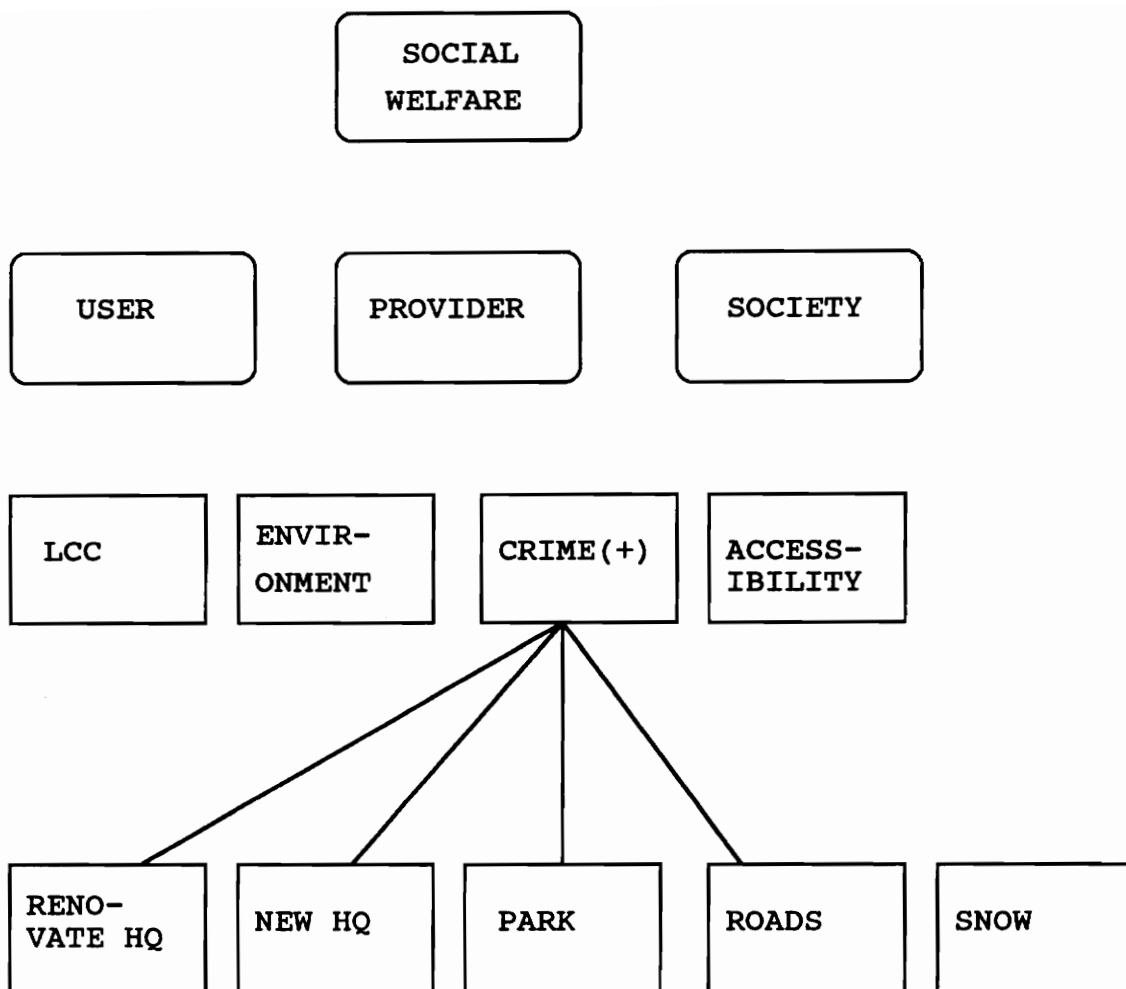 SOCIAL
WELFARE
USER
PROVIDER
SOCIETY
LCC
ENVIR-
ONMENT
CRIME(+)
ACCESS-
IBILITY
RENO-
VATE HQ
NEW HQ
PARK
ROADS
SNOW